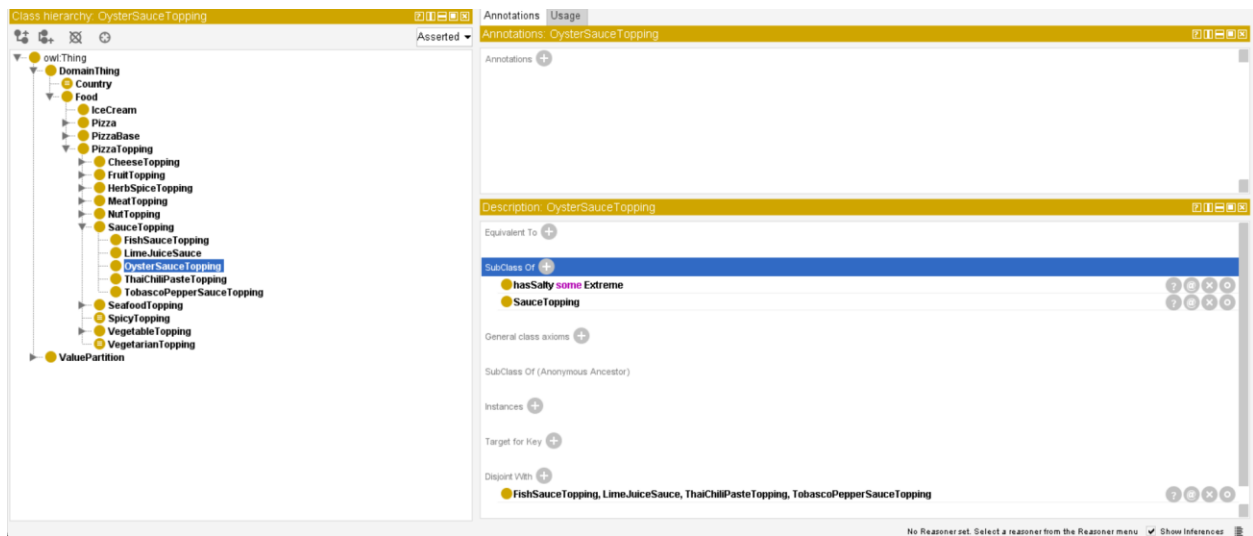 Class hierarchy: OysterSauceTopping
Asserted
owl:Thing
DomainThing
Country
Food
IceCream
Pizza
PizzaBase
PizzaTopping
CheeseTopping
FruitTopping
HerbSpiceTopping
MeatTopping
NutTopping
SauceTopping
FishSauceTopping
LimeJuiceSauce
OysterSauceTopping
ThaiChiliPasteTopping
TobascoPepperSauceTopping
SeafoodTopping
SpicyTopping
VegetableTopping
VegetarianTopping
ValuePartition
Annotations Usage
Annotations: OysterSauceTopping
Annotations
Description: OysterSauceTopping
Equivalent To
SubClass Of
hasSalty some Extreme
SauceTopping
General class axioms
SubClass Of (Anonymous Ancestor)
Instances
Target for Key
Disjoint With
FishSauceTopping, LimeJuiceSauce, ThaiChiliPasteTopping, TobascoPepperSauceTopping
No Reasoner set. Select a reasoner from the Reasoner menu Show Inferences